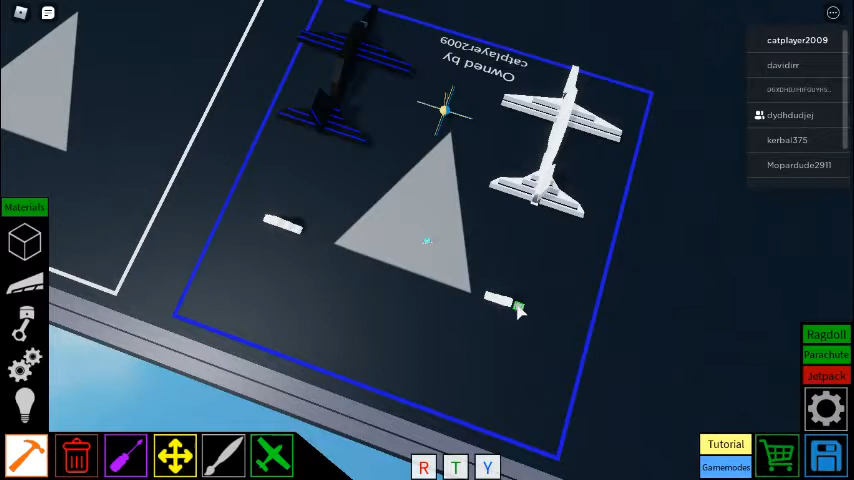 catplayer2009
davidirr
dydhdudjej
kerbal375
Mopardude2911
Owned by
catplayer2009
Materials
Ragdoll
Parachute
Jetpack
Tutorial
Gamemodes
R T Y